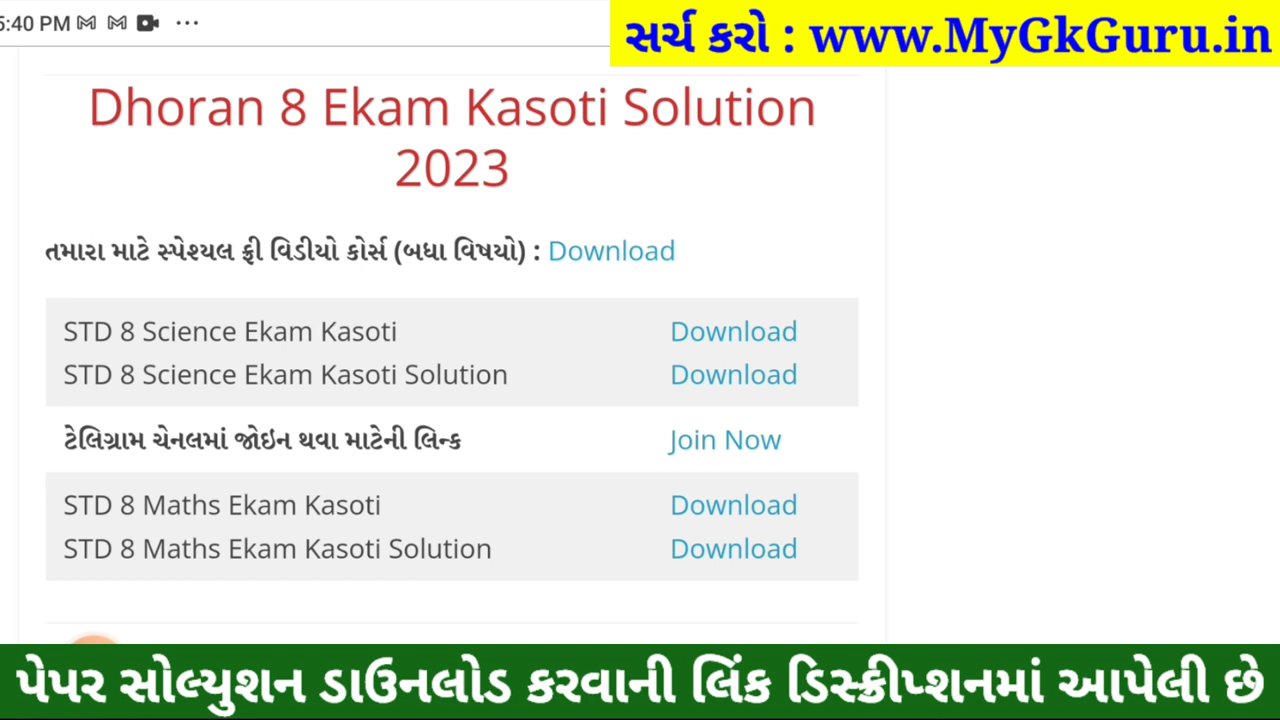 5:40 PM
સર્ચ કરો : www.MyGkGuru.in
Dhoran 8 Ekam Kasoti Solution
2023
તમારા માટે સ્પેશ્યલ ફ્રી વિડીયો કોર્સ (બધા વિષયો) : Download
STD 8 Science Ekam Kasoti Download
STD 8 Science Ekam Kasoti Solution Download
ટેલિગ્રામ ચેનલમાં જોઇન થવા માટેની લિન્ક Join Now
STD 8 Maths Ekam Kasoti Download
STD 8 Maths Ekam Kasoti Solution Download
પેપર સોલ્યુશન ડાઉનલોડ કરવાની લિંક ડિસ્ક્રીપ્શનમાં આપેલી છે